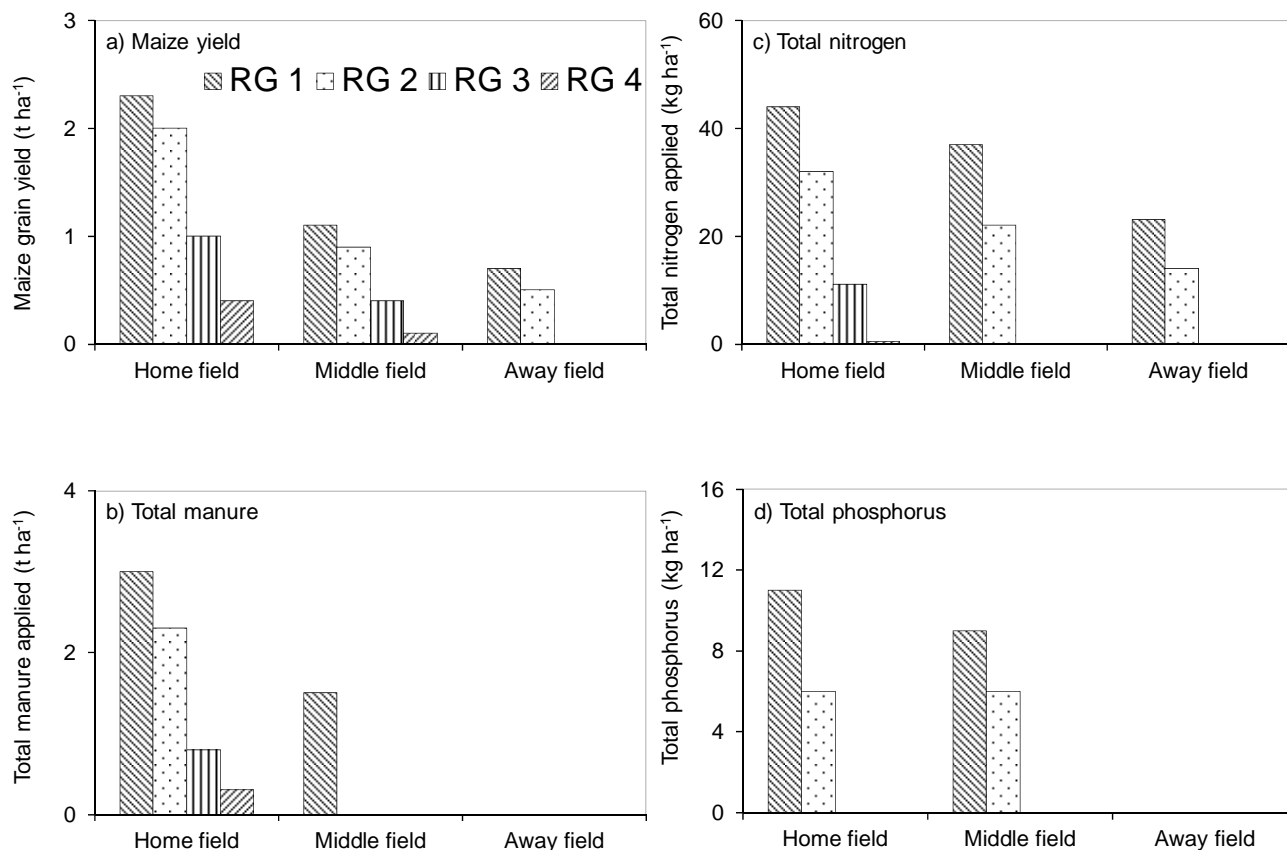 a) Maize yield
RG 1 RG 2 RG 3 RG 4
Maize grain yield (t ha⁻¹)
3
2
1
0
Home field Middle field Away field
c) Total nitrogen
Total nitrogen applied (kg ha⁻¹)
60
40
20
0
Home field Middle field Away field
b) Total manure
Total manure applied (t ha⁻¹)
4
2
0
Home field Middle field Away field
d) Total phosphorus
Total phosphorus (kg ha⁻¹)
16
12
8
4
0
Home field Middle field Away field